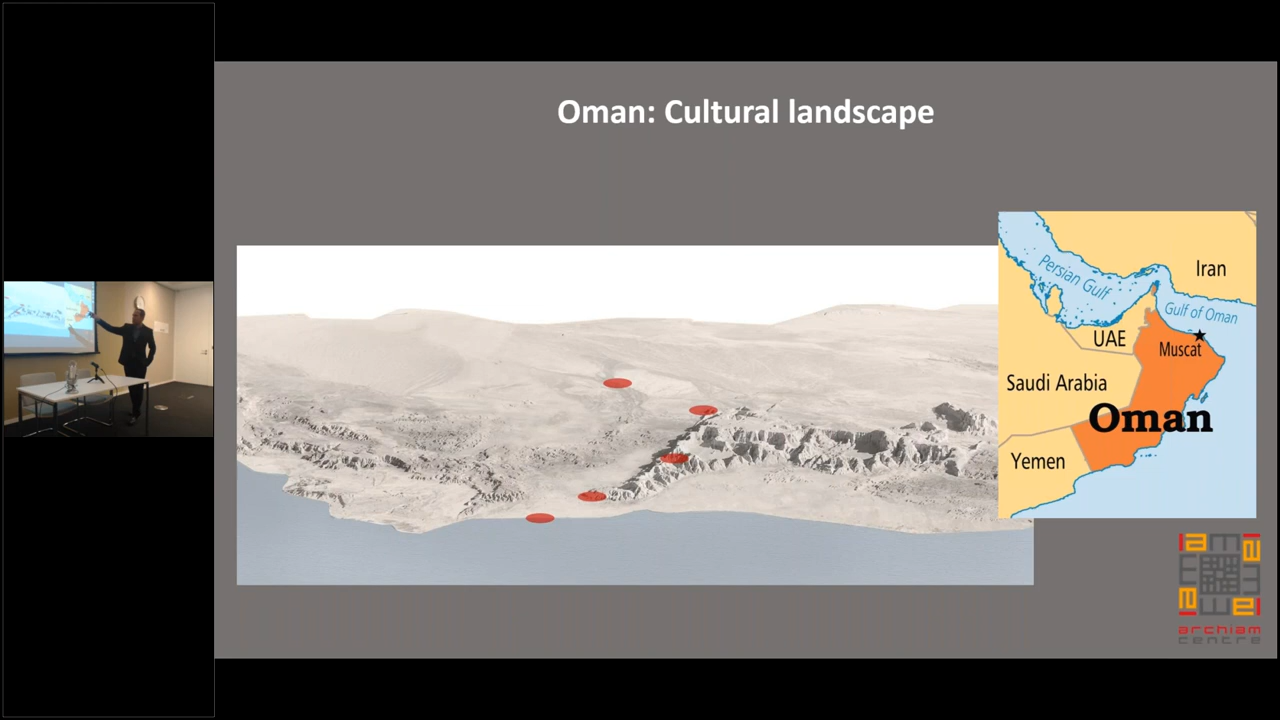 Oman: Cultural landscape
Persian Gulf
Iran
Gulf of Oman
UAE
Muscat
Saudi Arabia
Oman
Yemen
archiam
centre